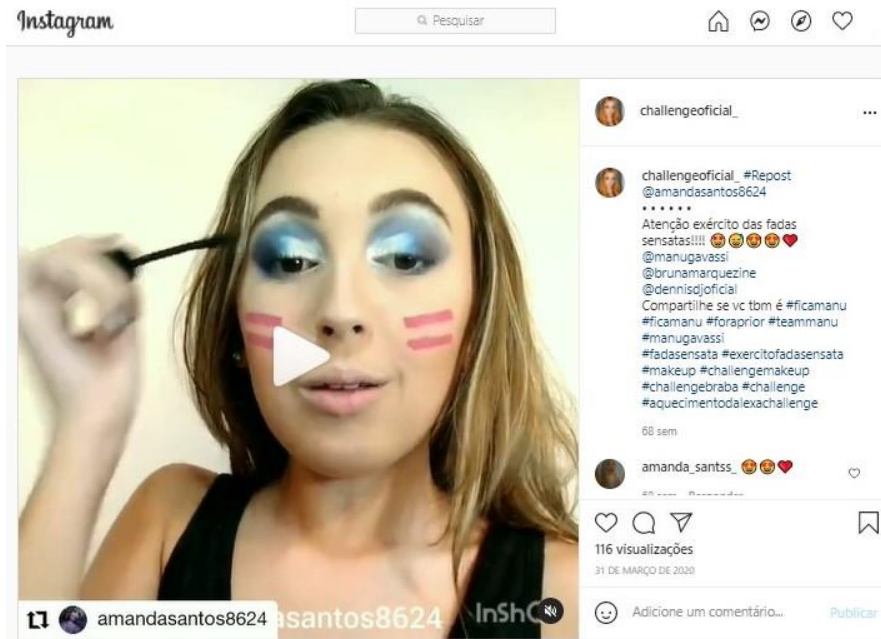 Instagram
Pesquisar
challengeoficial_
challengeoficial_ #Repost
@amandasantos8624
• • • • • •
Atenção exército das fadas
sensatas!!!! 😍😅😍😍❤️
@manugavassi
@brunamarquezine
@dennisdjoficial
Compartilhe se vc tbm é #ficamanu
#ficamanu #foraprior #teammanu
#manugavassi
#fadasensata #exercitofadasensata
#makeup #challengemakeup
#challengebraba #challenge
#aquecimentodalexachallenge
68 sem
amanda_santss_ 😍😍❤️
116 visualizações
31 DE MARÇO DE 2020
Adicione um comentário... Publicar
amandasantos8624
asantos8624
InSh